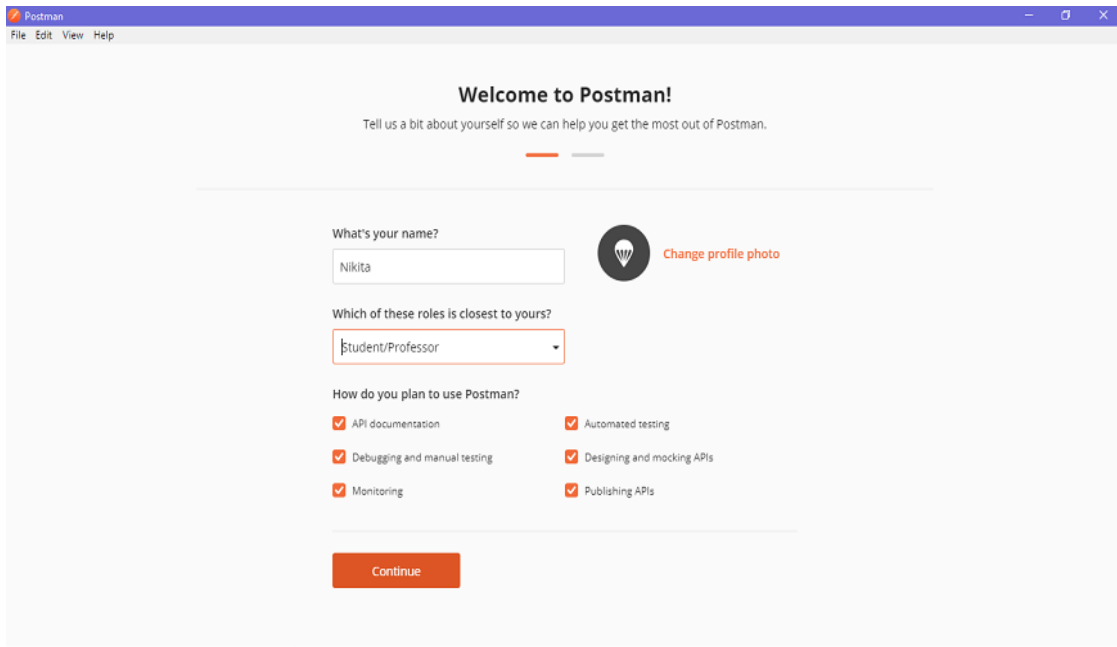 Postman
File Edit View Help
Welcome to Postman!
Tell us a bit about yourself so we can help you get the most out of Postman.
What's your name?
Nikita
Change profile photo
Which of these roles is closest to yours?
Student/Professor
How do you plan to use Postman?
API documentation
Automated testing
Debugging and manual testing
Designing and mocking APIs
Monitoring
Publishing APIs
Continue